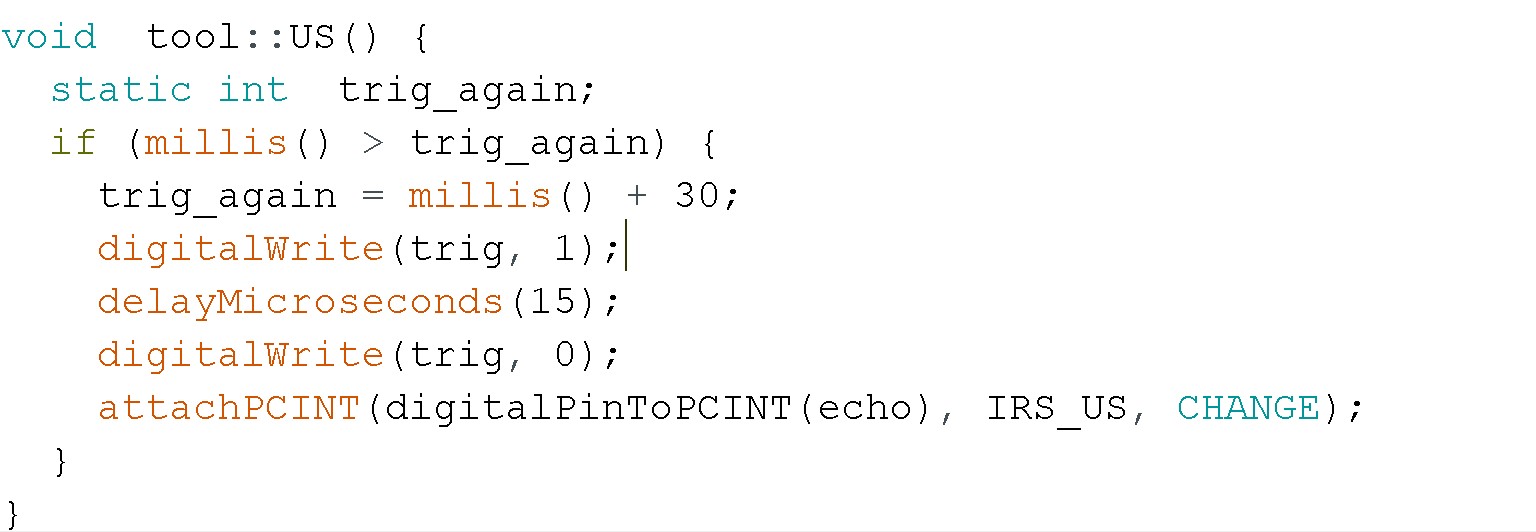 void  tool::US() {
  static int  trig_again;
  if (millis() > trig_again) {
    trig_again = millis() + 30;
    digitalWrite(trig, 1);
    delayMicroseconds(15);
    digitalWrite(trig, 0);
    attachPCINT(digitalPinToPCINT(echo), IRS_US, CHANGE);
  }
}